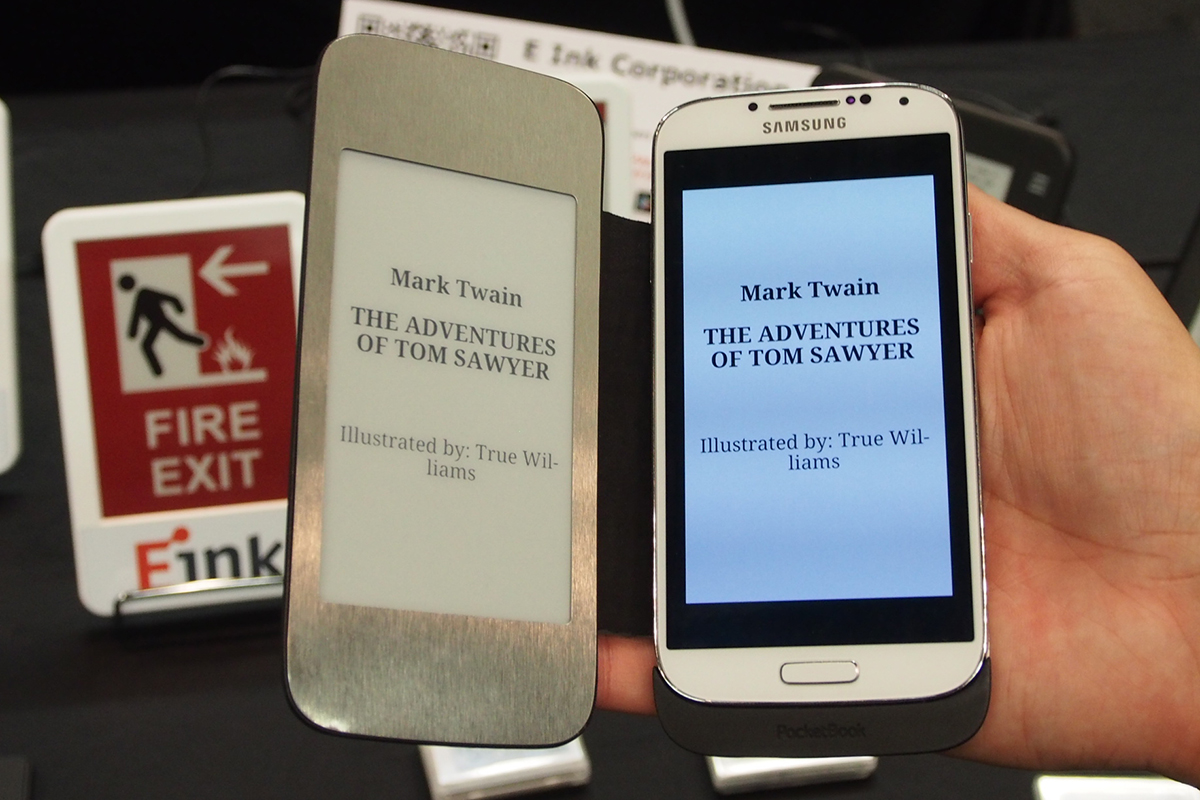 E Ink Corporation
SAMSUNG
Mark Twain
THE ADVENTURES
OF TOM SAWYER
Illustrated by: True Wil-
liams
Mark Twain
THE ADVENTURES
OF TOM SAWYER
Illustrated by: True Wil-
liams
FIRE
EXIT
Eink
PocketBook